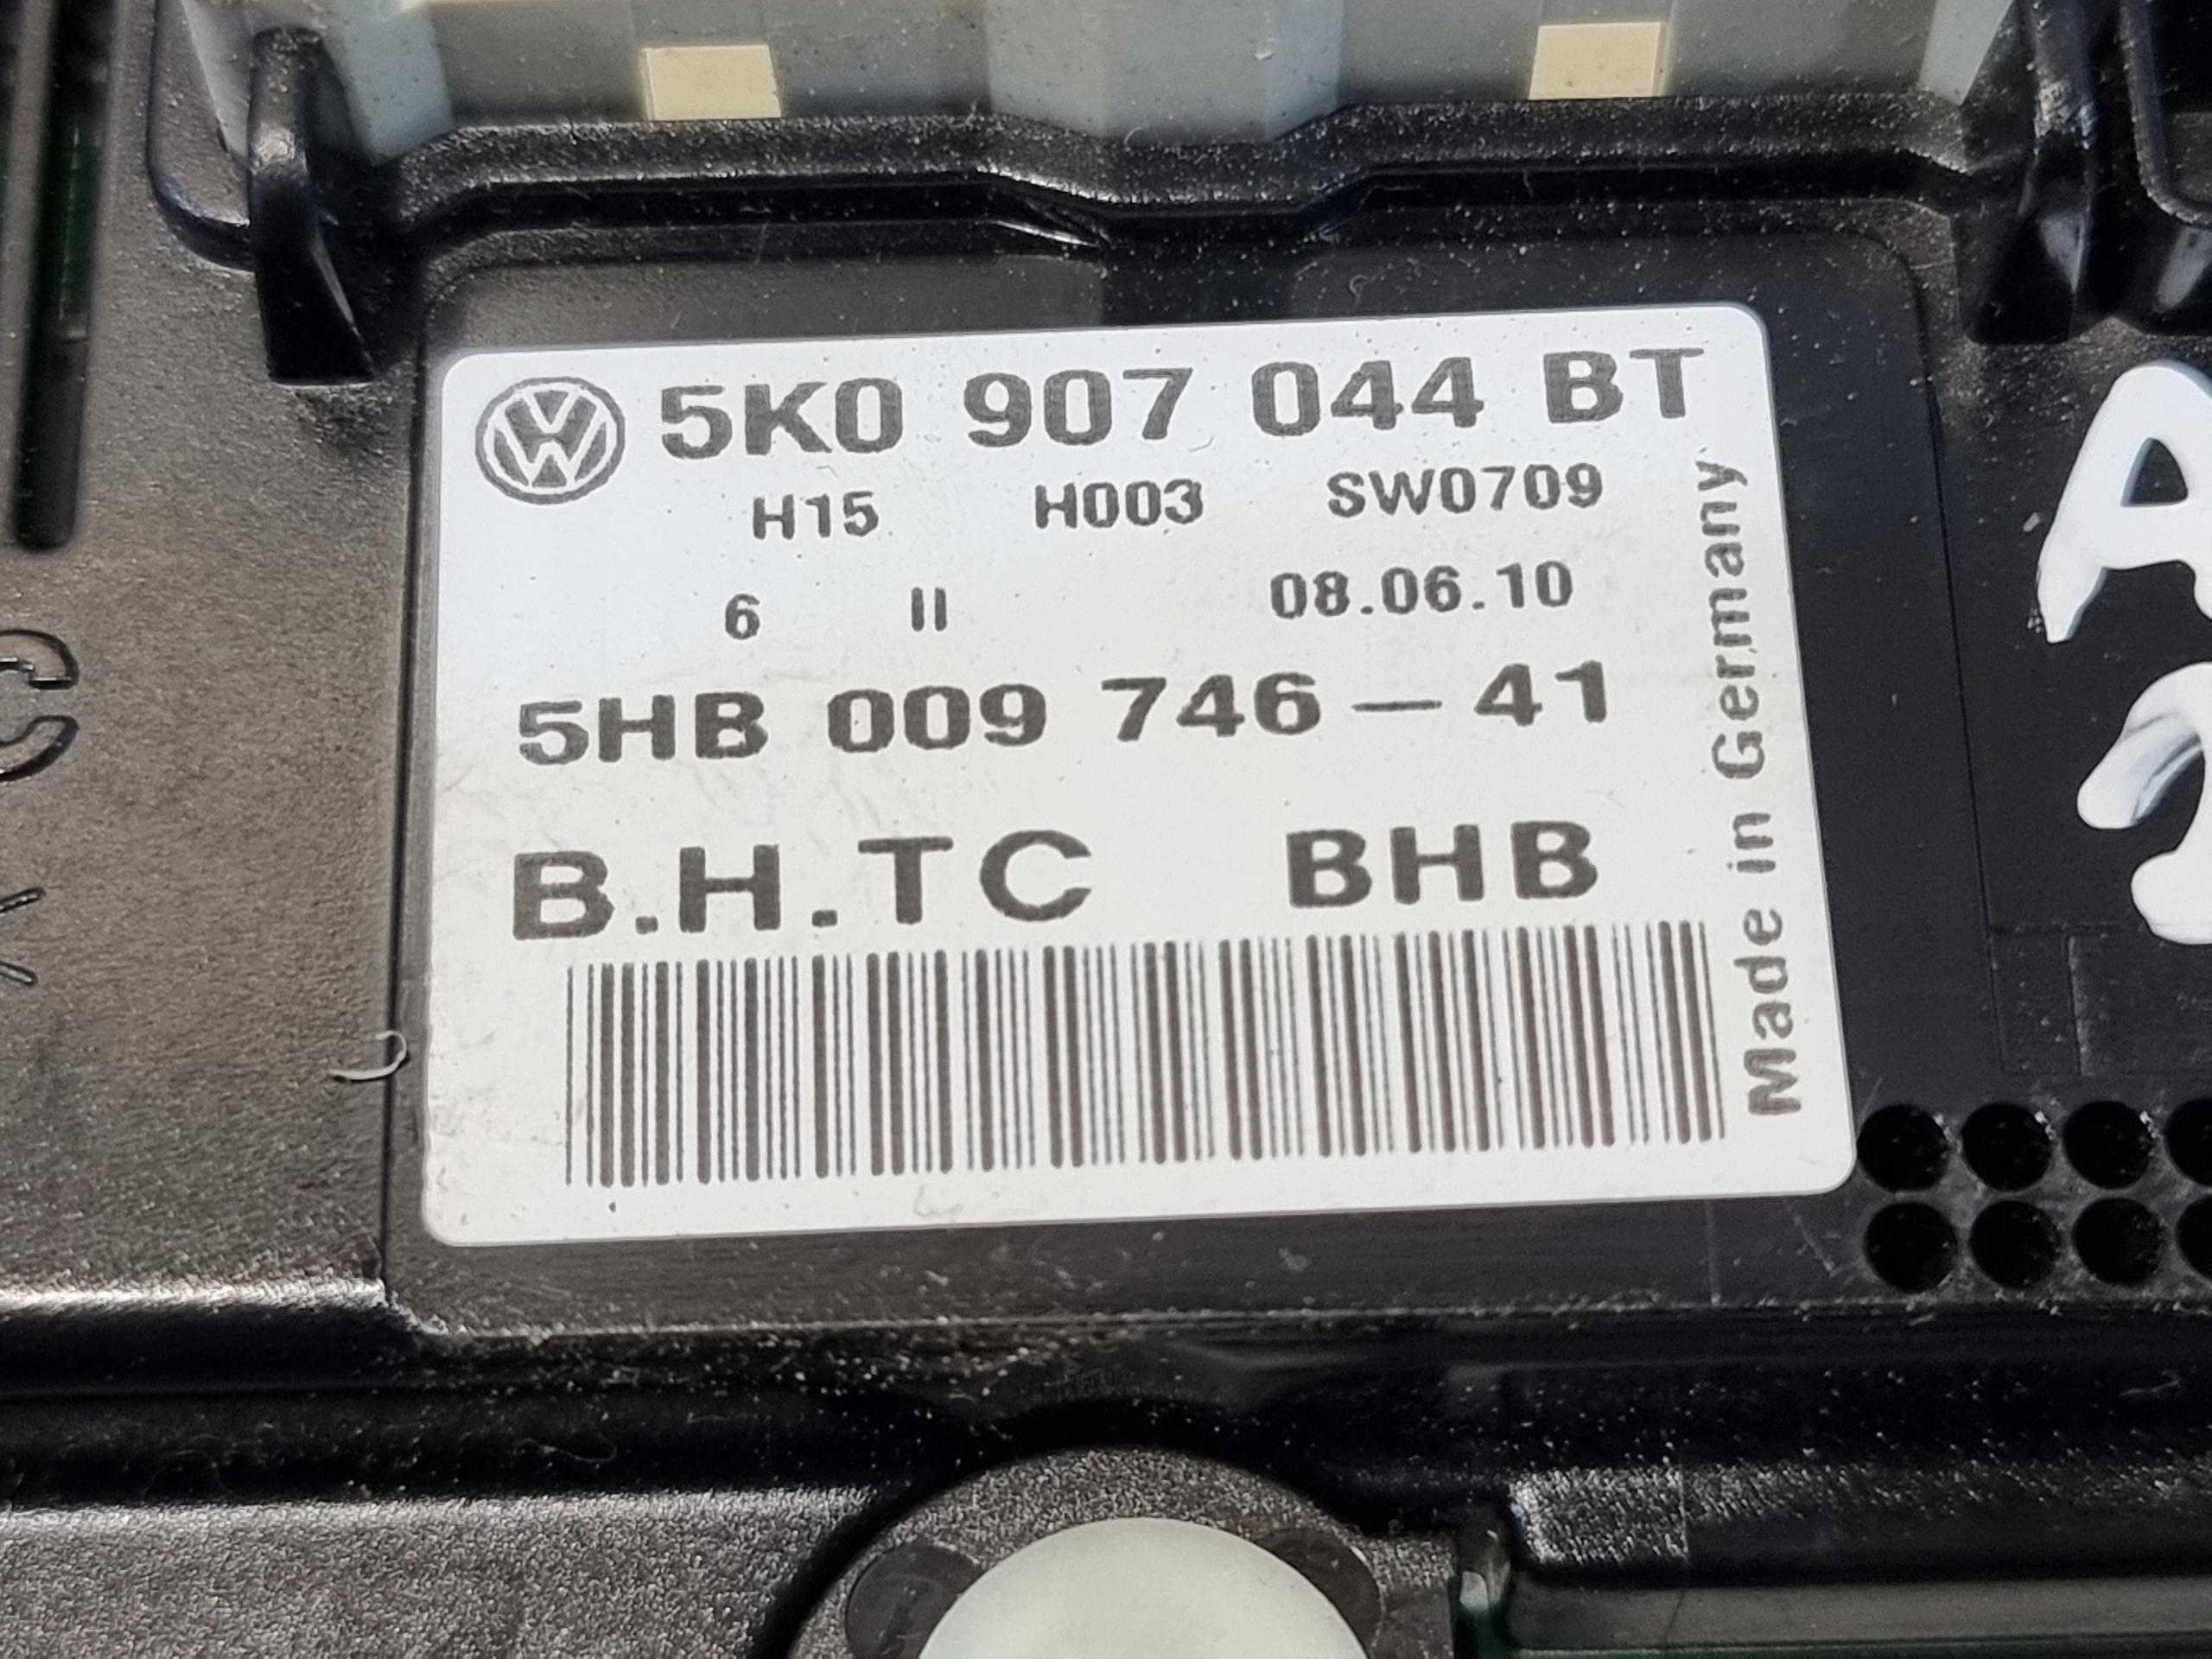 5K0 907 044 BT
H15 H003 SW0709
6 II 08.06.10
5HB 009 746-41
B.H.TC BHB
Made in Germany